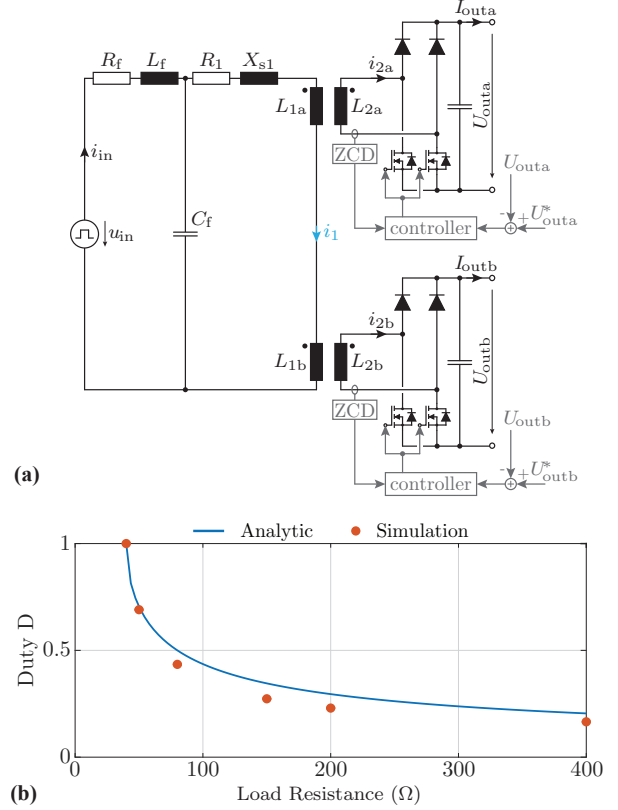 R_f L_f R_1 X_s1
i_in
u_in
C_f
L_1a L_2a
i_1
L_1b L_2b
i_2a
I_outa
U_outa
ZCD
controller
U_outa
- + U*_outa
i_2b
I_outb
U_outb
ZCD
controller
U_outb
- + U*_outb
(a)
Analytic Simulation
1
0.5
0
Duty D
0 100 200 300 400
Load Resistance (Ω)
(b)